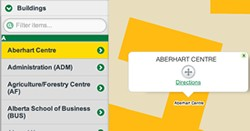 Buildings
Filter items...
A
Aberhart Centre
Administration (ADM)
Agriculture/Forestry Centre
(AF)
Alberta School of Business
(BUS)
ABERHART CENTRE
Directions
Aberhart Centre